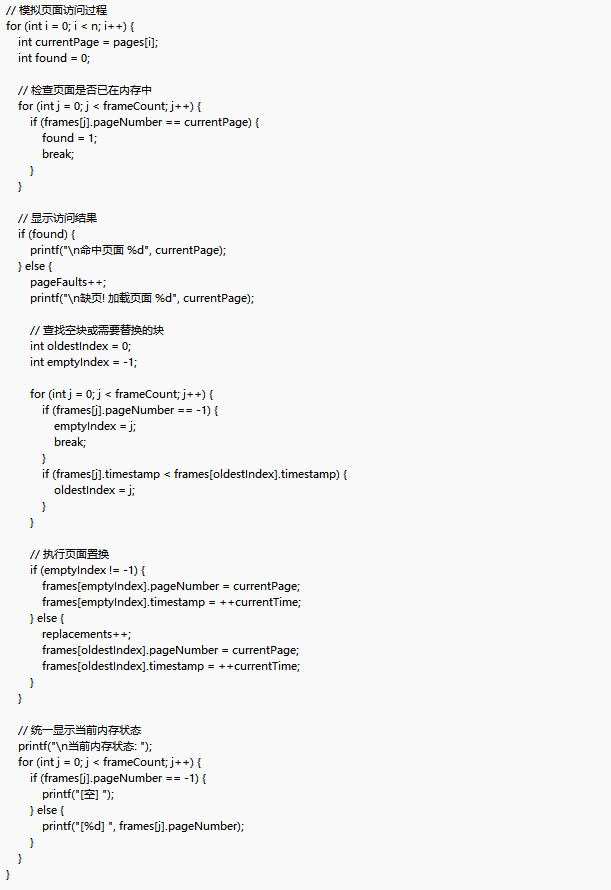 // 模拟页面访问过程
for (int i = 0; i < n; i++) {
    int currentPage = pages[i];
    int found = 0;

    // 检查页面是否已在内存中
    for (int j = 0; j < frameCount; j++) {
        if (frames[j].pageNumber == currentPage) {
            found = 1;
            break;
        }
    }

    // 显示访问结果
    if (found) {
        printf("\n命中页面 %d", currentPage);
    } else {
        pageFaults++;
        printf("\n缺页! 加载页面 %d", currentPage);

        // 查找空块或需要替换的块
        int oldestIndex = 0;
        int emptyIndex = -1;

        for (int j = 0; j < frameCount; j++) {
            if (frames[j].pageNumber == -1) {
                emptyIndex = j;
                break;
            }
            if (frames[j].timestamp < frames[oldestIndex].timestamp) {
                oldestIndex = j;
            }
        }

        // 执行页面置换
        if (emptyIndex != -1) {
            frames[emptyIndex].pageNumber = currentPage;
            frames[emptyIndex].timestamp = ++currentTime;
        } else {
            replacements++;
            frames[oldestIndex].pageNumber = currentPage;
            frames[oldestIndex].timestamp = ++currentTime;
        }
    }

    // 统一显示当前内存状态
    printf("\n当前内存状态: ");
    for (int j = 0; j < frameCount; j++) {
        if (frames[j].pageNumber == -1) {
            printf("[空] ");
        } else {
            printf("[%d] ", frames[j].pageNumber);
        }
    }
}